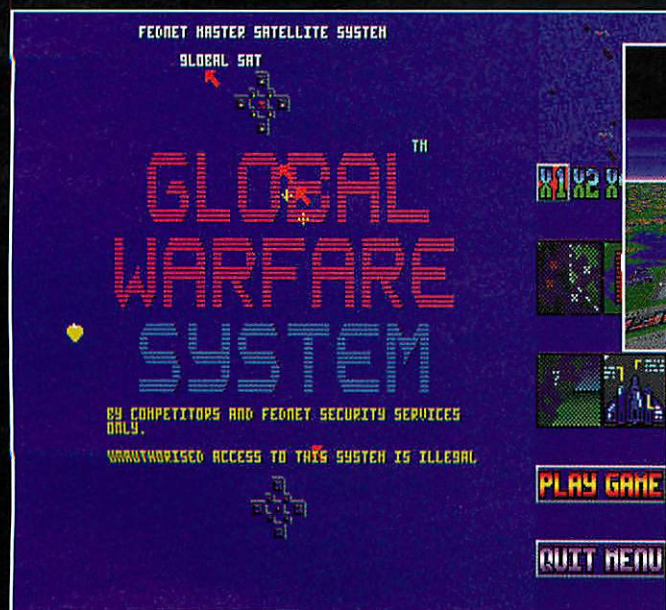 FEDNET MASTER SATELLITE SYSTEM
GLOBAL SAT
GLOBAL TM
WARFARE
SYSTEM
BY COMPETITORS AND FEDNET SECURITY SERVICES
ONLY.
UNAUTHORISED ACCESS TO THIS SYSTEM IS ILLEGAL
X1 X2 X
PLAY GAME
QUIT MENU